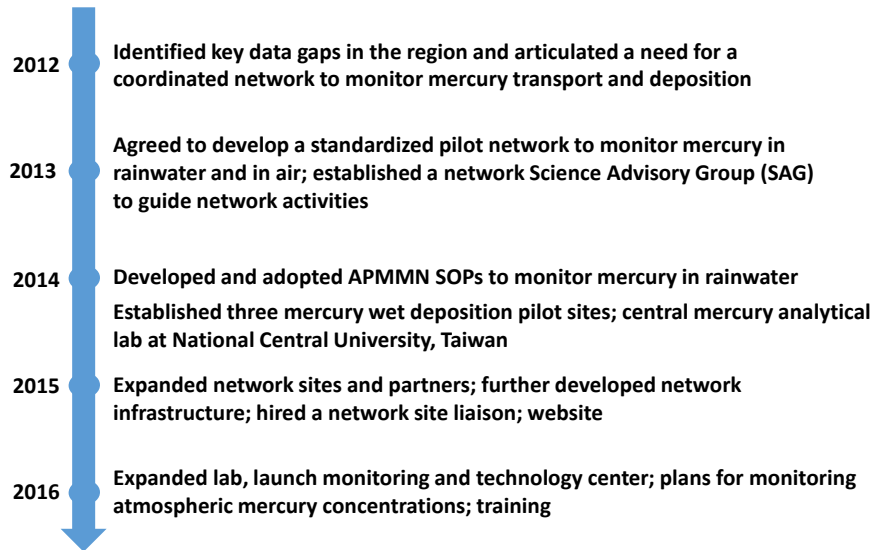 2012
Identified key data gaps in the region and articulated a need for a
coordinated network to monitor mercury transport and deposition
2013
Agreed to develop a standardized pilot network to monitor mercury in
rainwater and in air; established a network Science Advisory Group (SAG)
to guide network activities
2014
Developed and adopted APMMN SOPs to monitor mercury in rainwater
Established three mercury wet deposition pilot sites; central mercury analytical
lab at National Central University, Taiwan
2015
Expanded network sites and partners; further developed network
infrastructure; hired a network site liaison; website
2016
Expanded lab, launch monitoring and technology center; plans for monitoring
atmospheric mercury concentrations; training